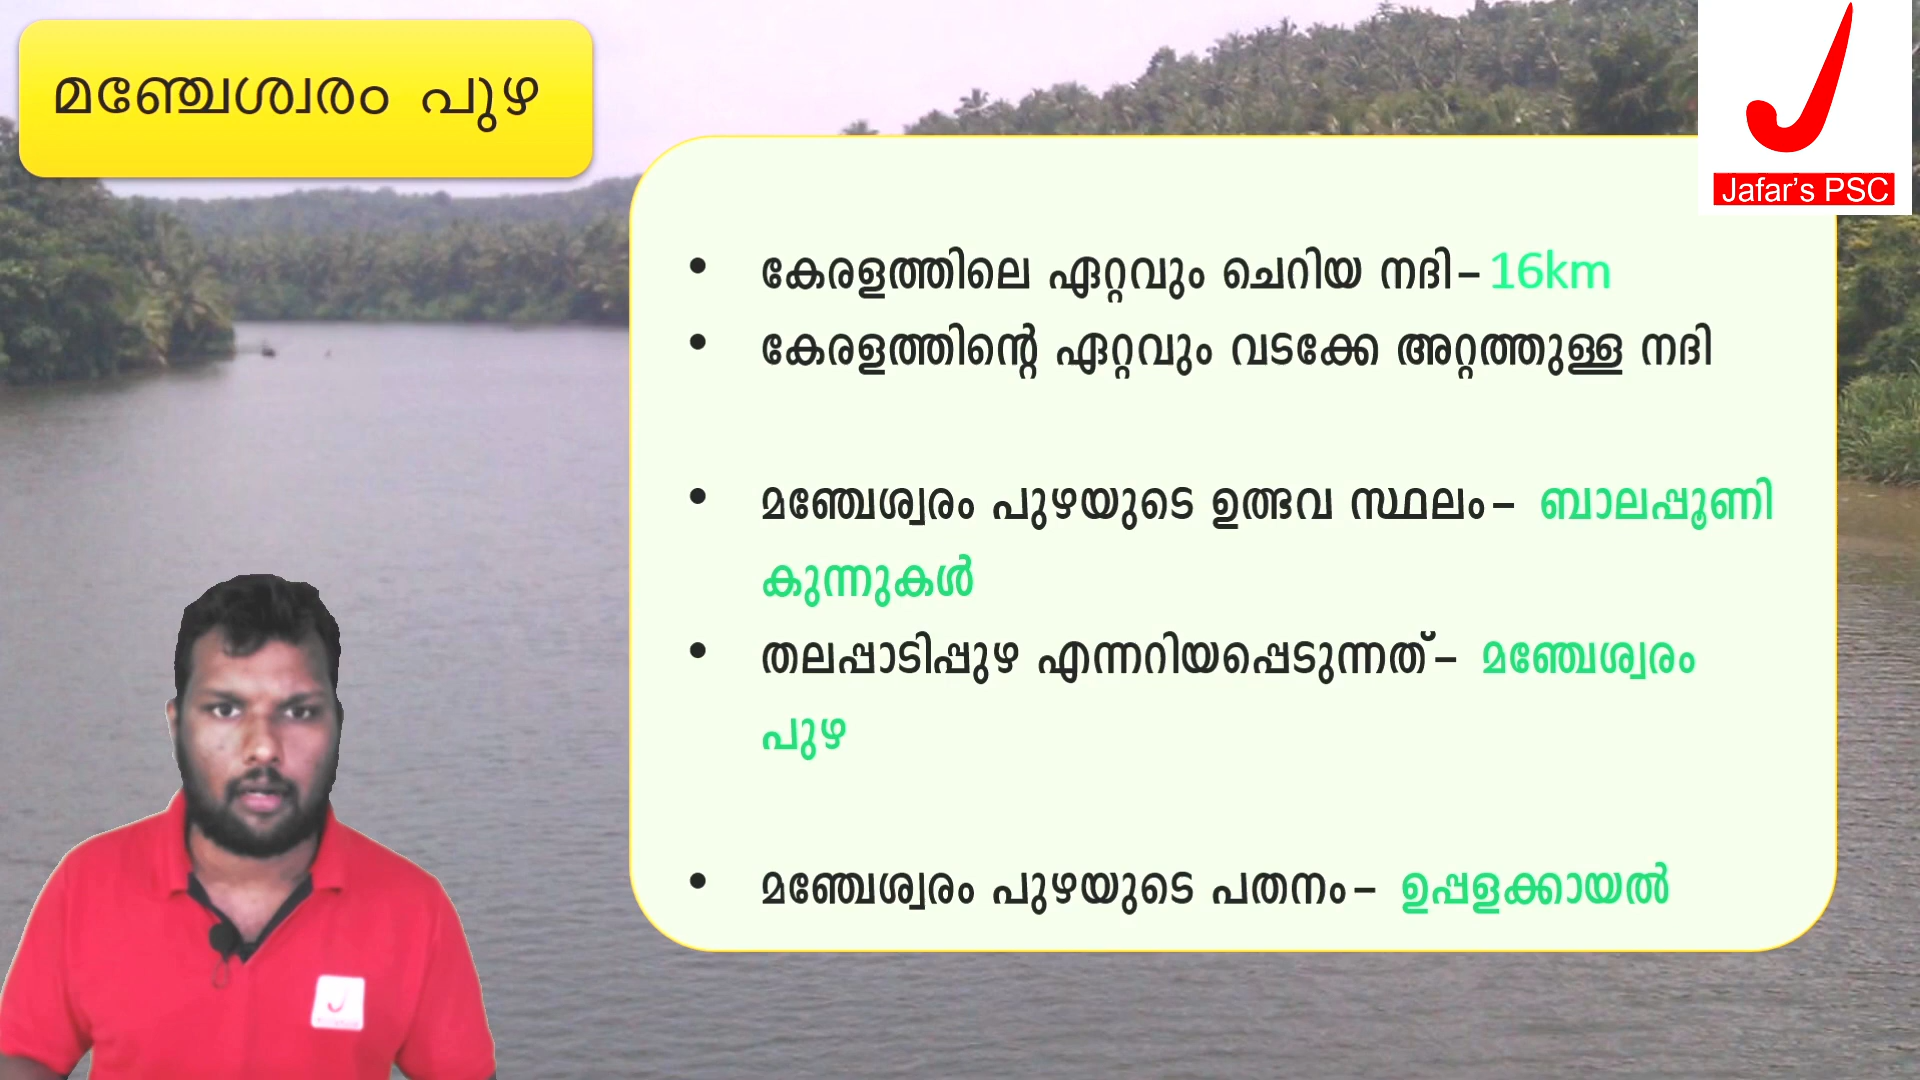 മഞ്ചേശ്വരം പുഴ
Jafar's PSC
• കേരളത്തിലെ ഏറ്റവും ചെറിയ നദി-16km
• കേരളത്തിന്റെ ഏറ്റവും വടക്കേ അറ്റത്തുള്ള നദി
• മഞ്ചേശ്വരം പുഴയുടെ ഉത്ഭവ സ്ഥലം- ബാലപ്പൂണി
കുന്നുകൾ
• തലപ്പാടിപ്പുഴ എന്നറിയപ്പെടുന്നത്- മഞ്ചേശ്വരം
പുഴ
• മഞ്ചേശ്വരം പുഴയുടെ പതനം- ഉപ്പളക്കായൽ